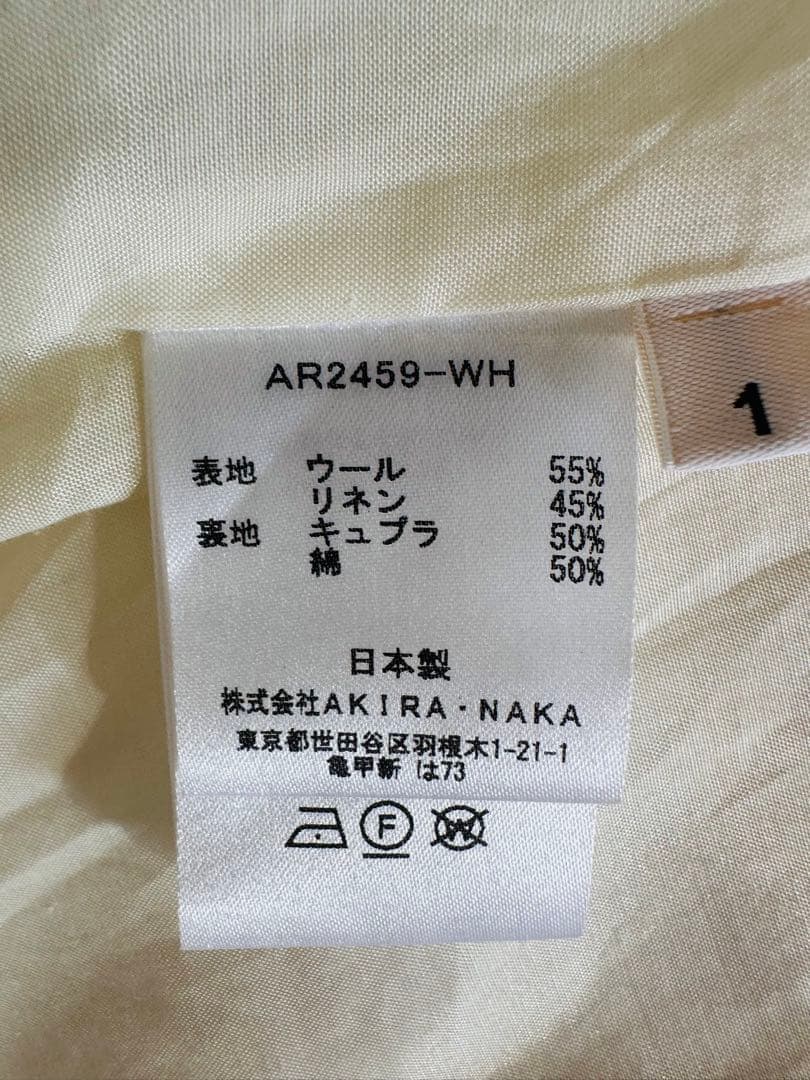 AR2459-WH
1
表地 ウール 55%
リネン 45%
裏地 キュプラ 50%
綿 50%
日本製
株式会社AKIRA・NAKA
東京都世田谷区羽根木1-21-1
亀甲新 は73
F
W